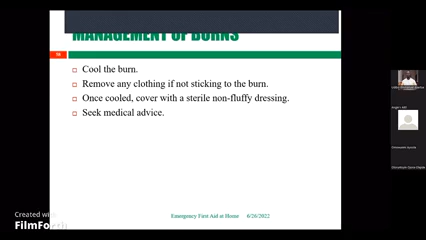 MANAGEMENT OF BURNS
56
Cool the burn.
Remove any clothing if not sticking to the burn.
Once cooled, cover with a sterile non-fluffy dressing.
Seek medical advice.
Emergency First Aid at Home 6/26/2022
Created with